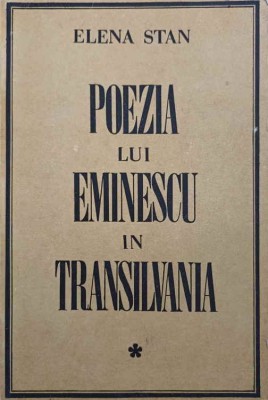 ELENA STAN
POEZIA
LUI
EMINESCU
IN
TRANSILVANIA
*